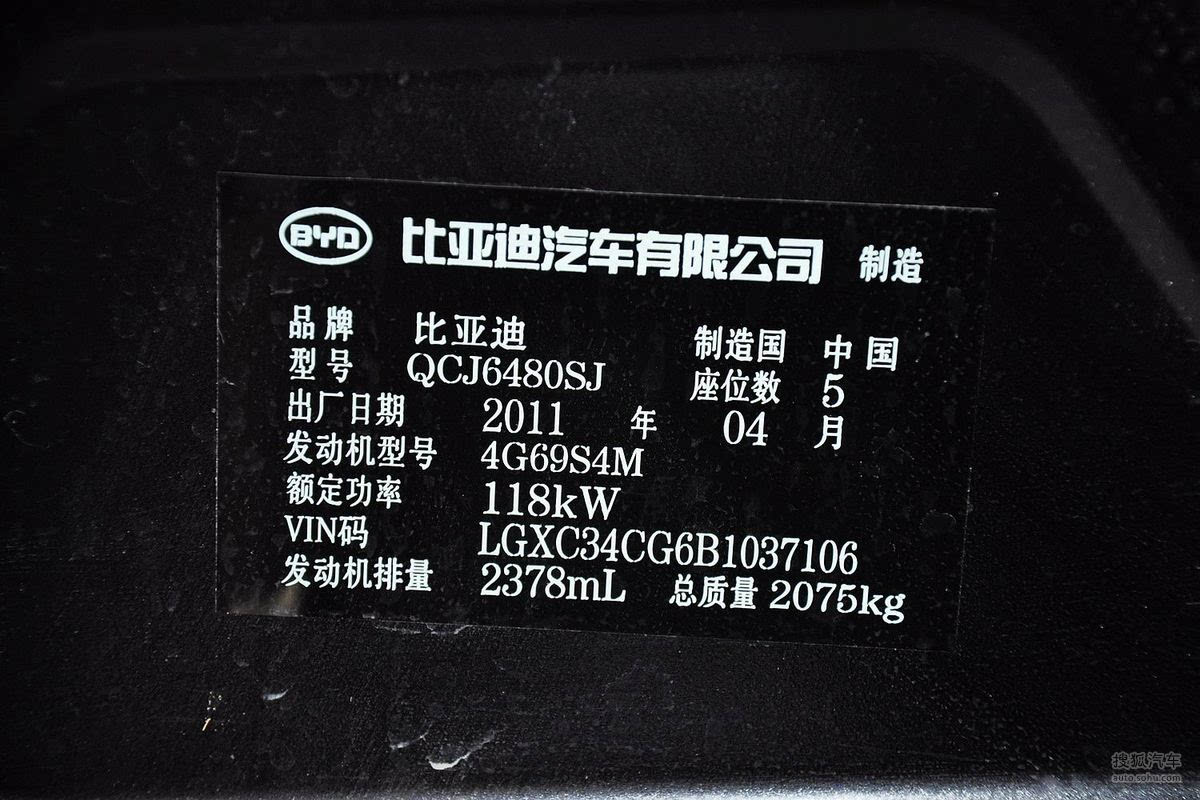 BYD 比亚迪汽车有限公司 制造
品牌 比亚迪 制造国 中国
型号 QCJ6480SJ 座位数 5
出厂日期 2011 年 04 月
发动机型号 4G69S4M
额定功率 118kW
VIN码 LGXC34CG6B1037106
发动机排量 2378mL 总质量 2075kg
搜狐汽车
auto.sohu.com